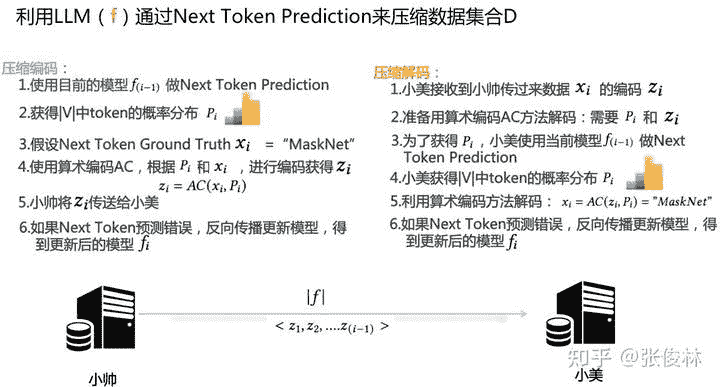 利用LLM（f）通过Next Token Prediction来压缩数据集合D
压缩编码：
1.使用目前的模型 f(i−1) 做Next Token Prediction
2.获得|V|中token的概率分布 Pi
3.假设Next Token Ground Truth xi = “MaskNet”
4.使用算术编码AC，根据 Pi 和 xi ，进行编码获得 zi
zi = AC(xi, Pi)
5.小帅将 zi 传送给小美
6.如果Next Token预测错误，反向传播更新模型，得
到更新后的模型 fi
压缩解码：
1.小美接收到小帅传过来数据 xi 的编码 zi
2.准备用算术编码AC方法解码：需要 Pi 和 zi
3.为了获得 Pi，小美使用当前模型 f(i−1) 做Next
Token Prediction
4.小美获得|V|中token的概率分布 Pi
5.利用算术编码方法解码： xi = AC(zi, Pi) = "MaskNet"
6.如果Next Token预测错误，反向传播更新模型，得
到更新后的模型 fi
|f|
< z1, z2, ....z(i−1) >
小帅
小美
知乎 @张俊林